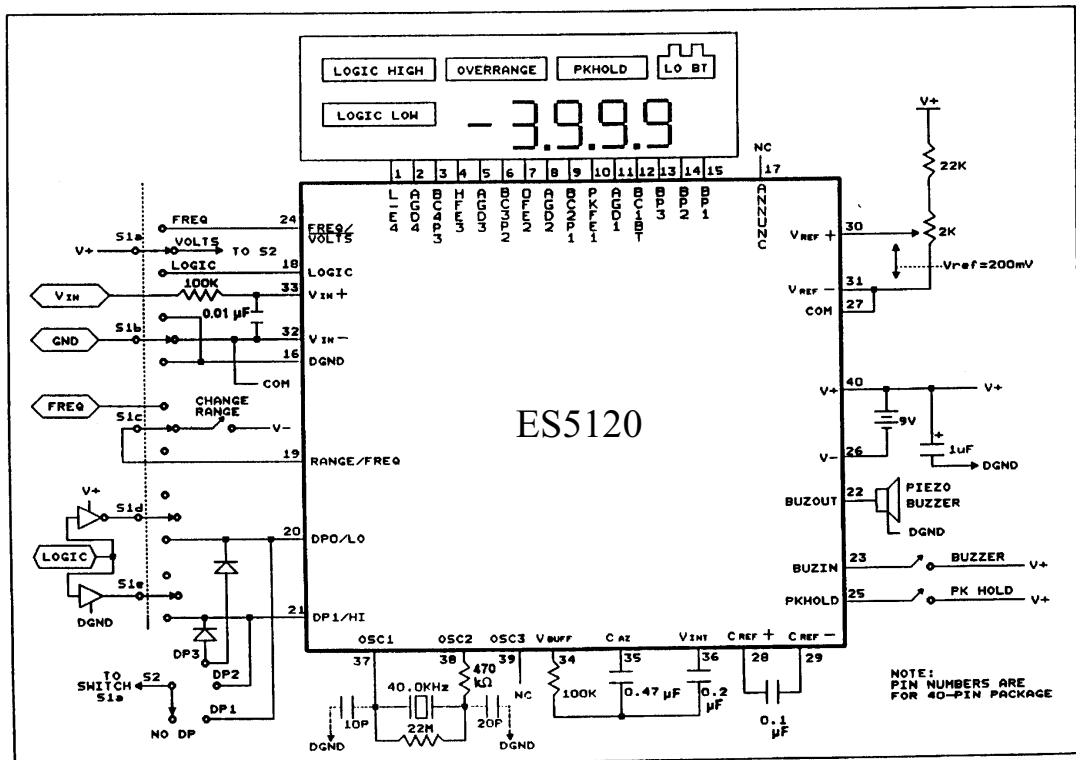 LOGIC HIGH OVERRANGE PKHOLD LO BT
LOGIC LOW -3.9.9.9
1 2 3 4 5 6 7 8 9 10 11 12 13 14 15
L-E4 AGD4 BC4P3 HFE3 AGD3 BC3P2 OFE2 AGD2 BC2P1 PKFE1 AGD1 BC1BT BP3 BP2 BP1
NC
17
ANNUNC
FREQ
24
FREQ/VOLTS
S1a
V+
VOLTS
TO S2
LOGIC
18
LOGIC
VIN
100K
33
VIN+
0.01 µF
GND
S1b
32
VIN-
16
DGND
COM
FREQ
S1c
CHANGE
RANGE
V-
19
RANGE/FREQ
V+
S1d
20
DP0/LO
LOGIC
S1e
DGND
21
DP1/HI
DP3
DP2
TO
SWITCH
S1a
S2
DP1
NO DP
ES5120
V+
22K
VREF+
30
2K
Vref=200mV
VREF-
31
COM
27
V+
40
V+
9V
V-
26
1uF
DGND
BUZOUT
22
PIEZO
BUZZER
DGND
BUZIN
23
BUZZER
V+
PKHOLD
25
PK HOLD
V+
OSC1 OSC2 OSC3 VBUFF CAZ VINT CREF+ CREF-
37 38 39 34 35 36 28 29
470
kΩ
NC
100K
0.47 µF
0.2
µF
0.1
µF
40.0KHz
10P
22M
20P
DGND
DGND
NOTE:
PIN NUMBERS ARE
FOR 40-PIN PACKAGE